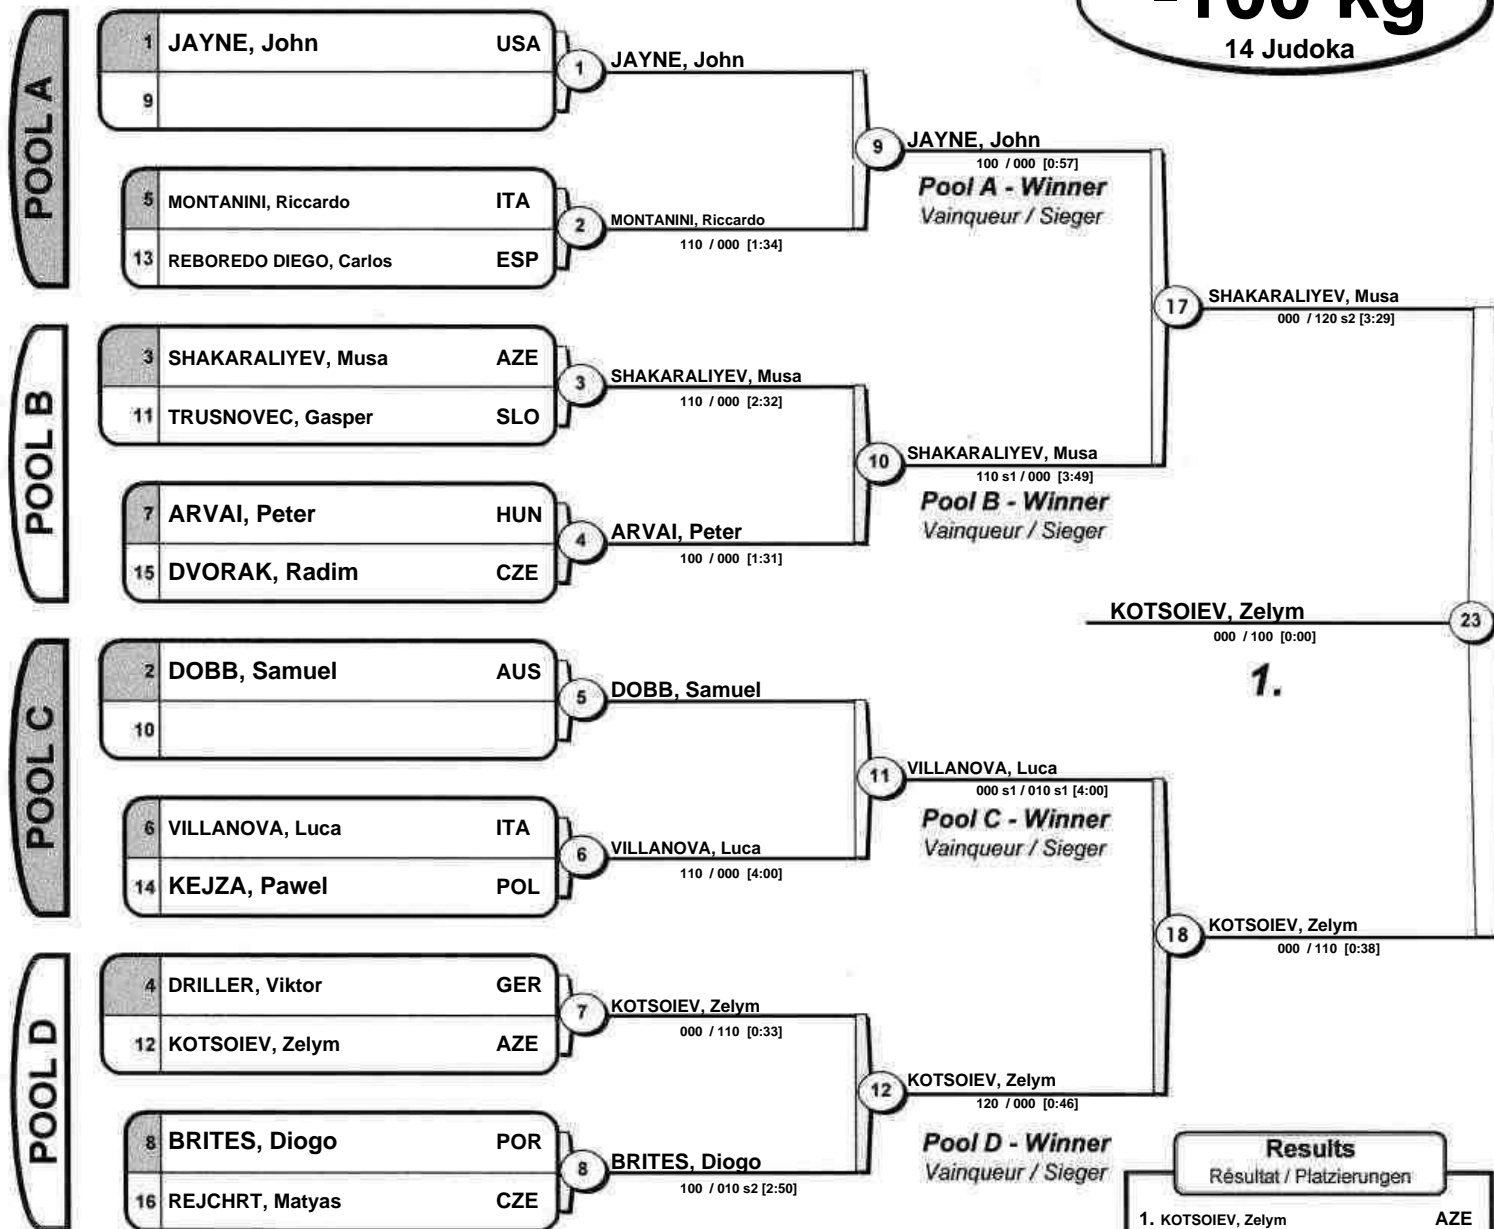 -100 kg
14 Judoka
POOL A
1 JAYNE, John USA
9
1 JAYNE, John
5 MONTANINI, Riccardo ITA
13 REBOREDO DIEGO, Carlos ESP
2 MONTANINI, Riccardo
110 / 000 [1:34]
9 JAYNE, John
100 / 000 [0:57]
Pool A - Winner
Vainqueur / Sieger
POOL B
3 SHAKARALIYEV, Musa AZE
11 TRUSNOVEC, Gasper SLO
3 SHAKARALIYEV, Musa
110 / 000 [2:32]
7 ARVAI, Peter HUN
15 DVORAK, Radim CZE
4 ARVAI, Peter
100 / 000 [1:31]
10 SHAKARALIYEV, Musa
110 s1 / 000 [3:49]
Pool B - Winner
Vainqueur / Sieger
17 SHAKARALIYEV, Musa
000 / 120 s2 [3:29]
KOTSOIEV, Zelym 23
000 / 100 [0:00]
1.
POOL C
2 DOBB, Samuel AUS
10
5 DOBB, Samuel
6 VILLANOVA, Luca ITA
14 KEJZA, Pawel POL
6 VILLANOVA, Luca
110 / 000 [4:00]
11 VILLANOVA, Luca
000 s1 / 010 s1 [4:00]
Pool C - Winner
Vainqueur / Sieger
18 KOTSOIEV, Zelym
000 / 110 [0:38]
POOL D
4 DRILLER, Viktor GER
12 KOTSOIEV, Zelym AZE
7 KOTSOIEV, Zelym
000 / 110 [0:33]
8 BRITES, Diogo POR
16 REJCHRT, Matyas CZE
8 BRITES, Diogo
100 / 010 s2 [2:50]
12 KOTSOIEV, Zelym
120 / 000 [0:46]
Pool D - Winner
Vainqueur / Sieger
Results
Résultat / Platzierungen
1. KOTSOIEV, Zelym AZE